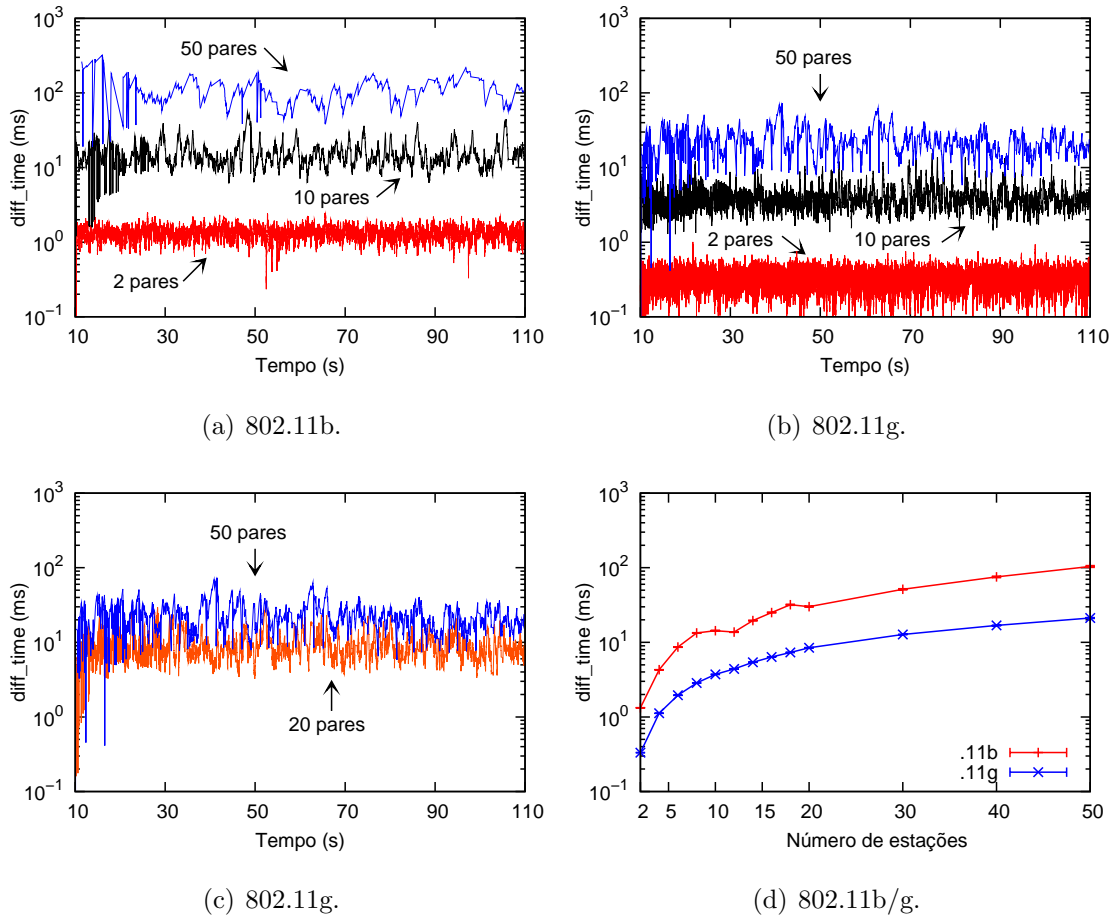 10³
10²
10¹
10⁰
10⁻¹
diff_time (ms)
50 pares
10 pares
2 pares
10 30 50 70 90 110
Tempo (s)
(a) 802.11b.
10³
10²
10¹
10⁰
10⁻¹
diff_time (ms)
50 pares
2 pares
10 pares
10 30 50 70 90 110
Tempo (s)
(b) 802.11g.
10³
10²
10¹
10⁰
10⁻¹
diff_time (ms)
50 pares
20 pares
10 30 50 70 90 110
Tempo (s)
(c) 802.11g.
10³
10²
10¹
10⁰
10⁻¹
diff_time (ms)
.11b
.11g
2 5 10 15 20 30 40 50
Número de estações
(d) 802.11b/g.